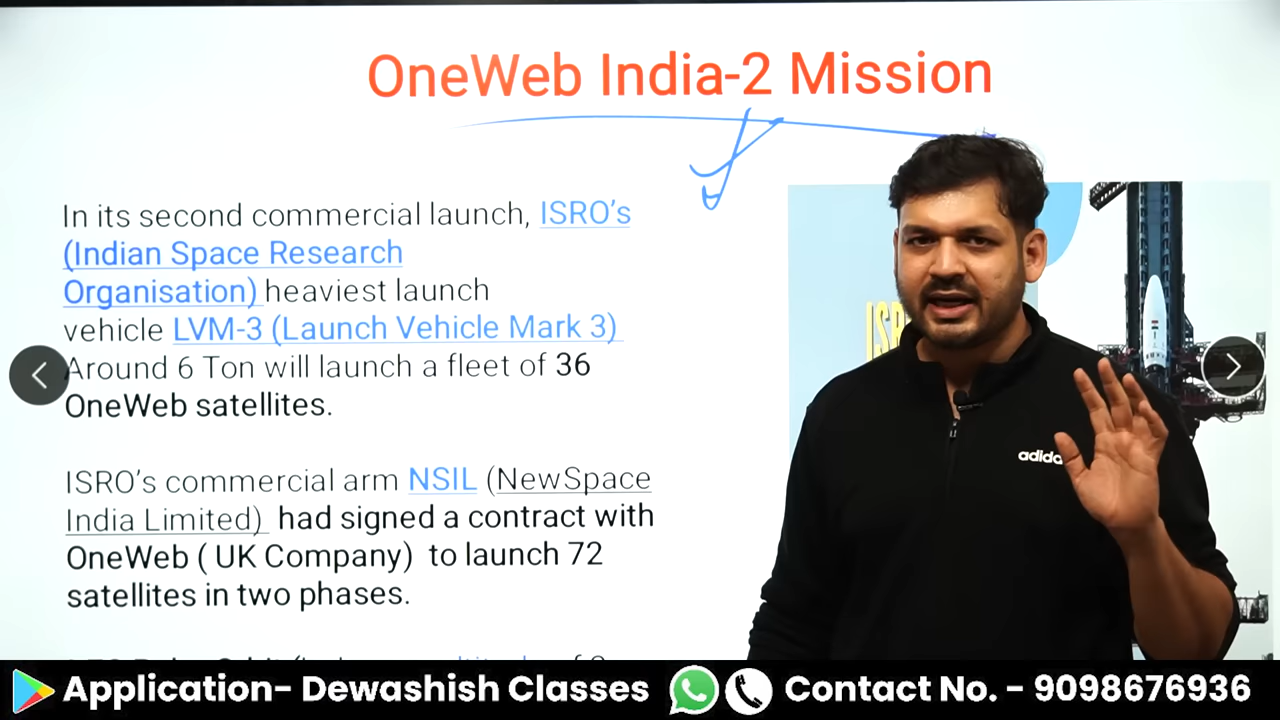 OneWeb India-2 Mission
In its second commercial launch, ISRO's
(Indian Space Research
Organisation) heaviest launch
vehicle LVM-3 (Launch Vehicle Mark 3)
Around 6 Ton will launch a fleet of 36
OneWeb satellites.
ISRO's commercial arm NSIL (NewSpace
India Limited) had signed a contract with
OneWeb ( UK Company) to launch 72
satellites in two phases.
adidas
Application- Dewashish Classes
Contact No. - 9098676936